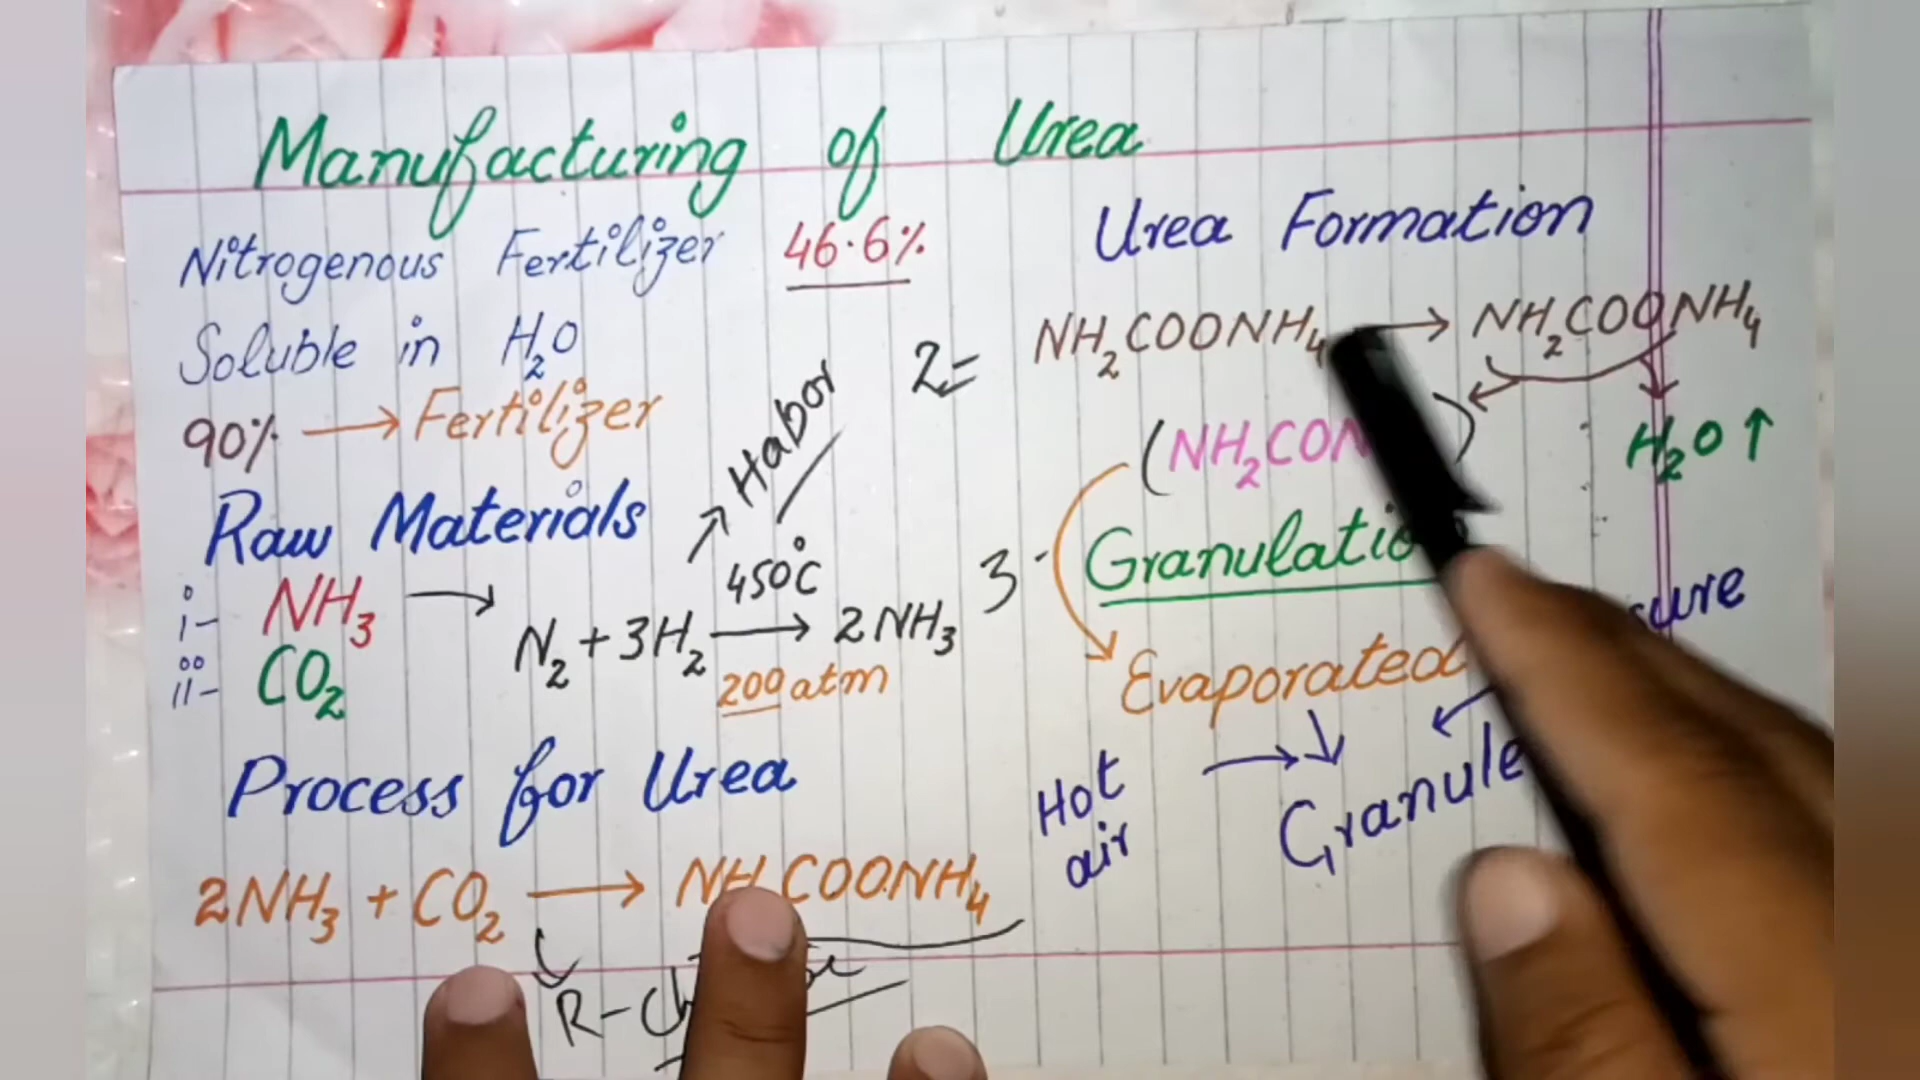 Manufacturing of Urea
Nitrogenous Fertilizer 46.6%
Soluble in H₂O
90% → Fertilizer
Raw Materials
i- NH₃ →
ii- CO₂
N₂ + 3H₂ → 2NH₃
450°C
200 atm
↗ Habor
Process for Urea
2NH₃ + CO₂ → NH COONH₄
Urea Formation
2= NH₂COONH₄ → NH₂COONH₄
H₂O ↑
(NH₂CON )
3. Granulatio
Evaporated
Hot
air